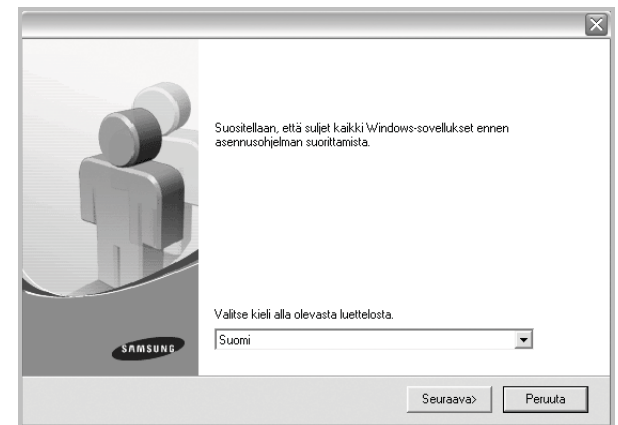 Suositellaan, että suljet kaikki Windows-sovellukset ennen
asennusohjelman suorittamista.
Valitse kieli alla olevasta luettelosta.
Suomi
SAMSUNG
Seuraava>
Peruuta